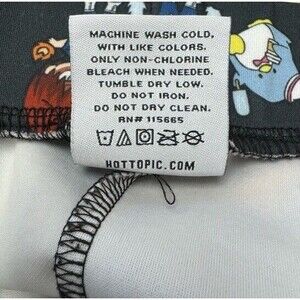 MACHINE WASH COLD,
WITH LIKE COLORS.
ONLY NON-CHLORINE
BLEACH WHEN NEEDED.
TUMBLE DRY LOW.
DO NOT IRON.
DO NOT DRY CLEAN.
RN# 115665
HOTTOPIC.COM